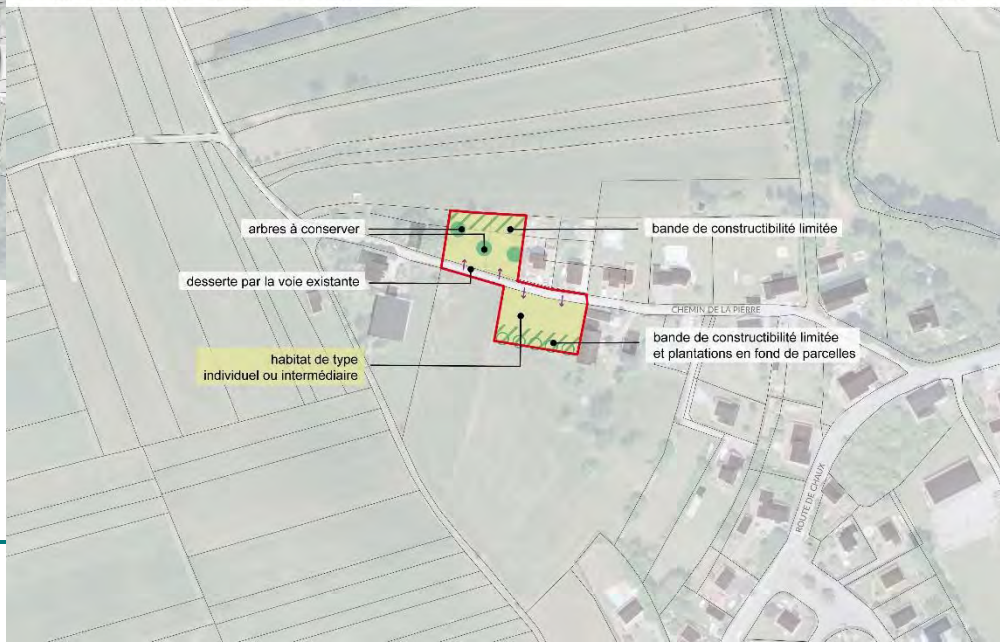 arbres à conserver
bande de constructibilité limitée
desserte par la voie existante
CHEMIN DE LA PIERRE
bande de constructibilité limitée
et plantations en fond de parcelles
habitat de type
individuel ou intermédiaire
ROUTE DE CHAUX